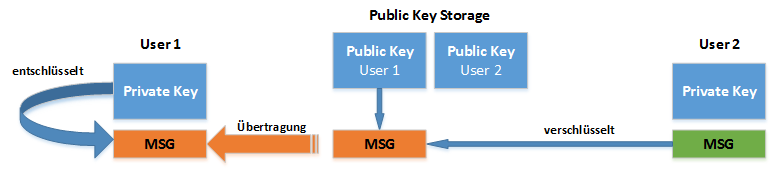 Public Key Storage
User 1
User 2
entschlüsselt
Private Key
Public Key
User 1
Public Key
User 2
Private Key
Übertragung
verschlüsselt
MSG
MSG
MSG